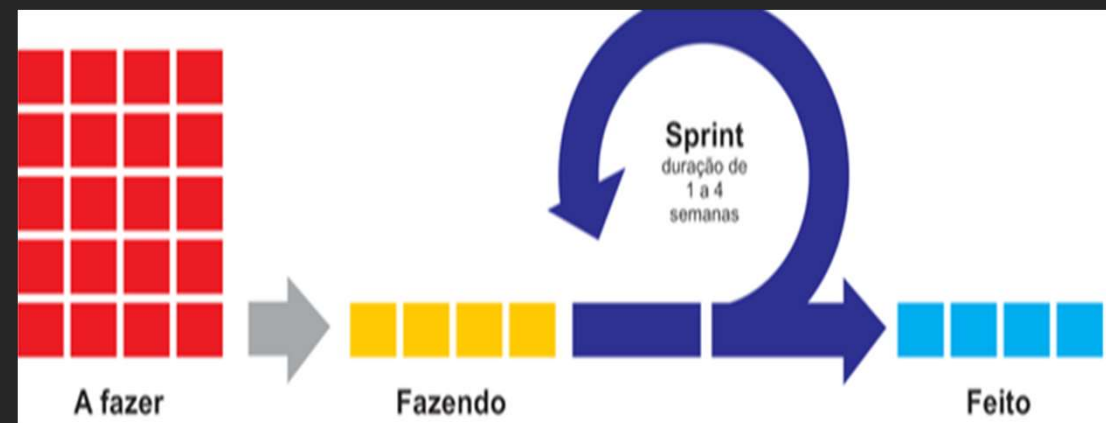 Sprint
duração de
1 a 4
semanas
A fazer
Fazendo
Feito